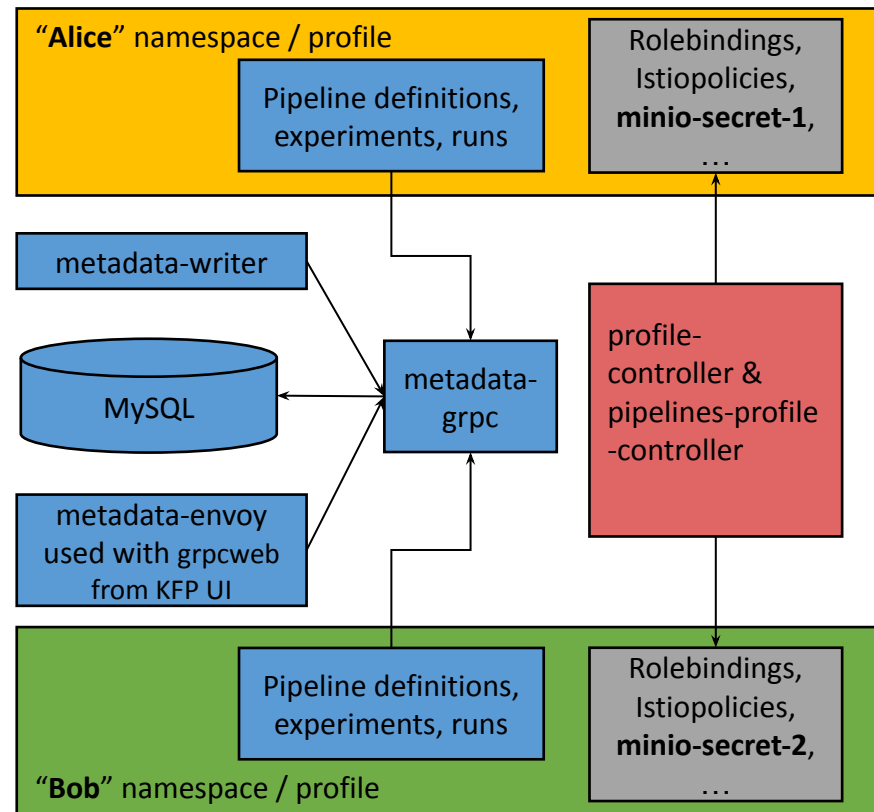 “Alice” namespace / profile
Pipeline definitions,
experiments, runs
Rolebindings,
Istiopolicies,
minio-secret-1,
...
metadata-writer
MySQL
metadata-envoy
used with grpcweb
from KFP UI
metadata-
grpc
profile-
controller &
pipelines-profile
-controller
Pipeline definitions,
experiments, runs
Rolebindings,
Istiopolicies,
minio-secret-2,
...
“Bob” namespace / profile